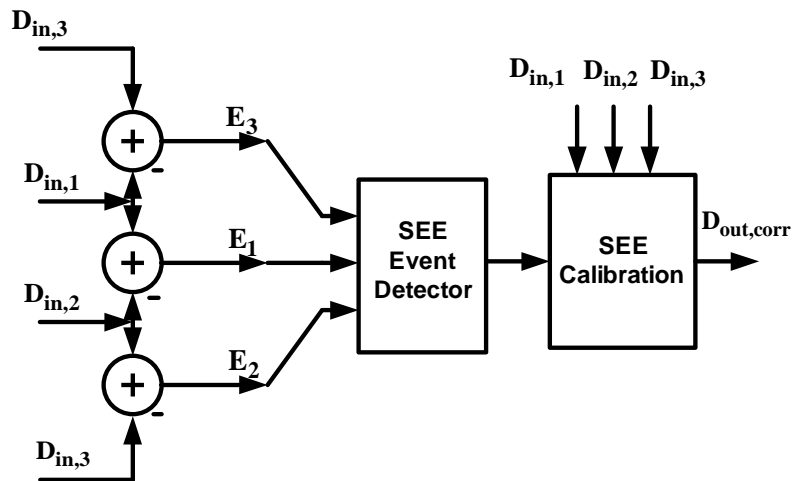 D_in,3
+
-
E_3
D_in,1
+
-
E_1
D_in,2
+
-
E_2
D_in,3
SEE
Event
Detector
D_in,1 D_in,2 D_in,3
SEE
Calibration
D_out,corr